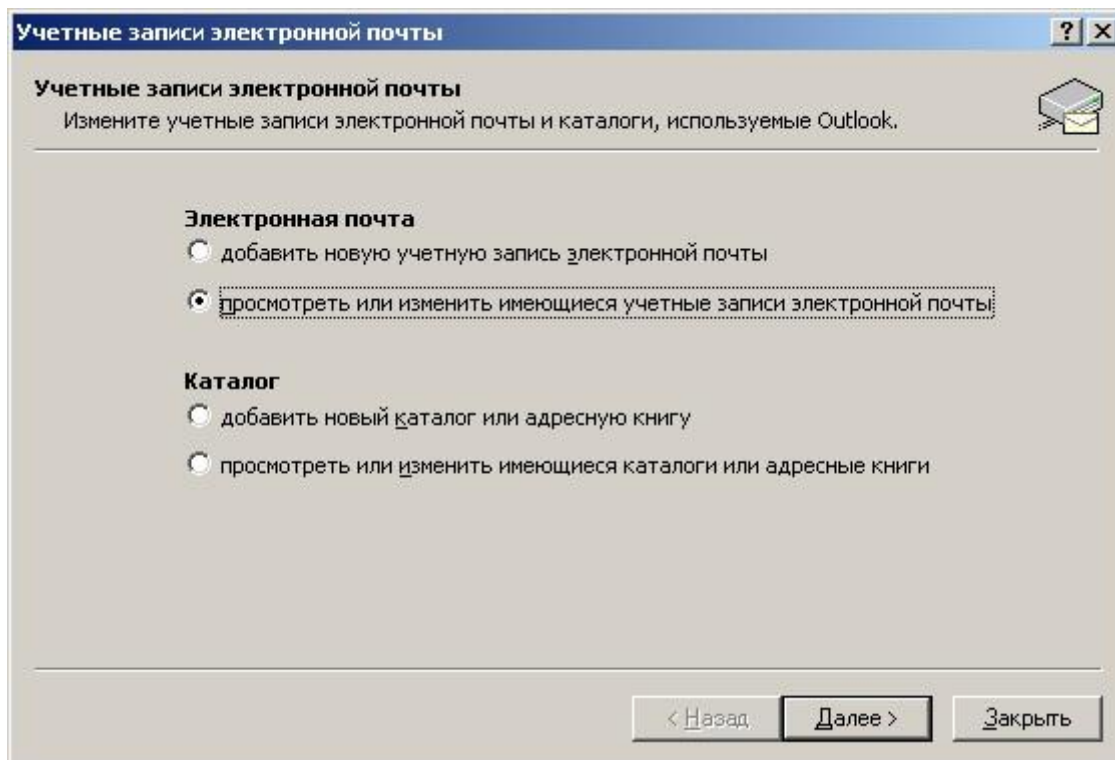 Учетные записи электронной почты
Учетные записи электронной почты
Измените учетные записи электронной почты и каталоги, используемые Outlook.
Электронная почта
добавить новую учетную запись электронной почты
просмотреть или изменить имеющиеся учетные записи электронной почты
Каталог
добавить новый каталог или адресную книгу
просмотреть или изменить имеющиеся каталоги или адресные книги
< Назад Далее > Закрыть